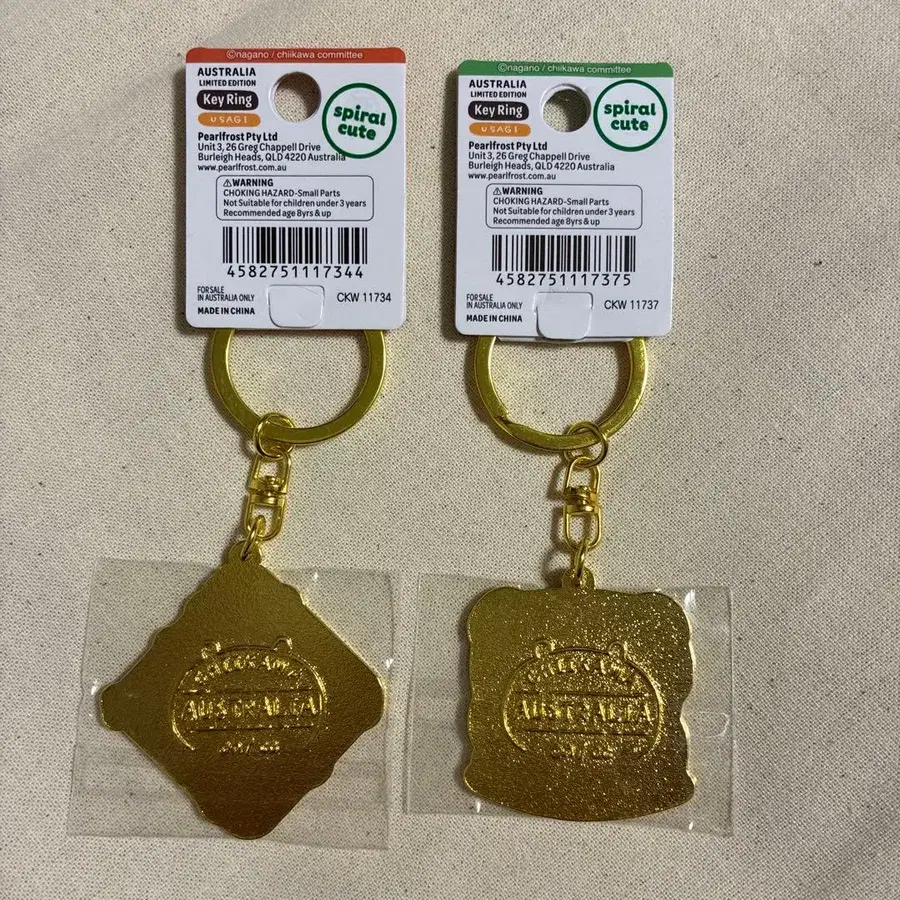 ©nagano / chiikawa committee
AUSTRALIA
LIMITED EDITION
Key Ring
USAGI
spiral
cute
Pearlfrost Pty Ltd
Unit 3, 26 Greg Chappell Drive
Burleigh Heads, QLD 4220 Australia
www.pearlfrost.com.au
⚠WARNING
CHOKING HAZARD-Small Parts
Not Suitable for children under 3 years
Recommended age 8yrs & up
4582751117344
FOR SALE
IN AUSTRALIA ONLY
MADE IN CHINA
CKW 11734
CHIIKAWA
AUSTRALIA
©nagano / chiikawa committee
AUSTRALIA
LIMITED EDITION
Key Ring
USAGI
spiral
cute
Pearlfrost Pty Ltd
Unit 3, 26 Greg Chappell Drive
Burleigh Heads, QLD 4220 Australia
www.pearlfrost.com.au
⚠WARNING
CHOKING HAZARD-Small Parts
Not Suitable for children under 3 years
Recommended age 8yrs & up
4582751117375
FOR SALE
IN AUSTRALIA ONLY
MADE IN CHINA
CKW 11737
CHIIKAWA
AUSTRALIA